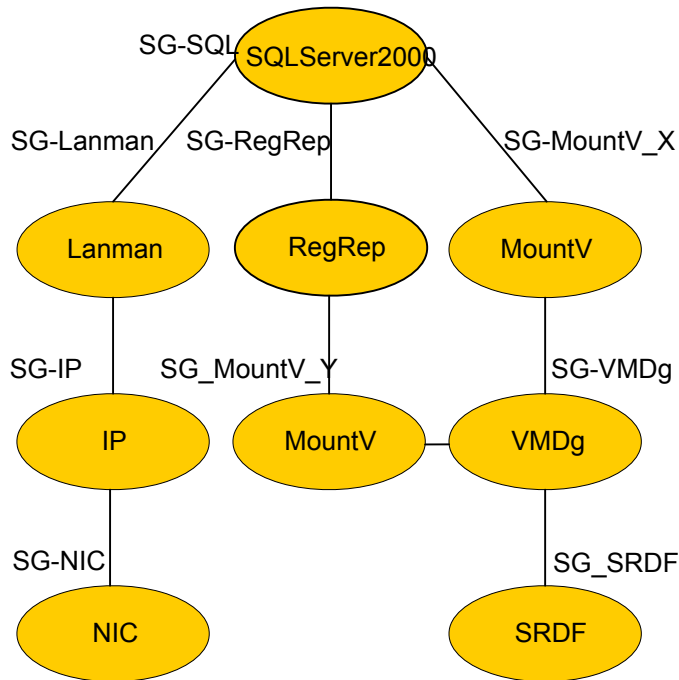 SG-SQL
SQLServer2000
SG-Lanman
SG-RegRep
SG-MountV_X
Lanman
RegRep
MountV
SG-IP
SG_MountV_Y
SG-VMDg
IP
MountV
VMDg
SG-NIC
SG_SRDF
NIC
SRDF